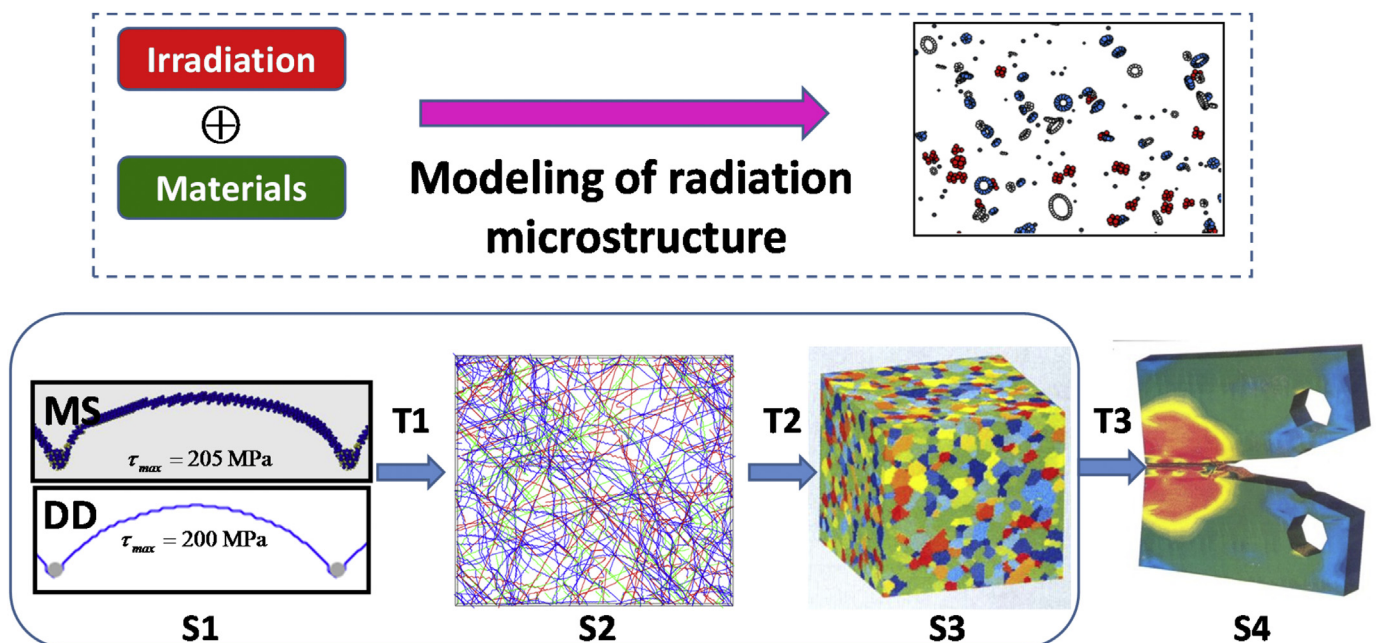 Irradiation
⊕
Materials
Modeling of radiation
microstructure
MS
τmax = 205 MPa
DD
τmax = 200 MPa
T1
T2
T3
S1
S2
S3
S4